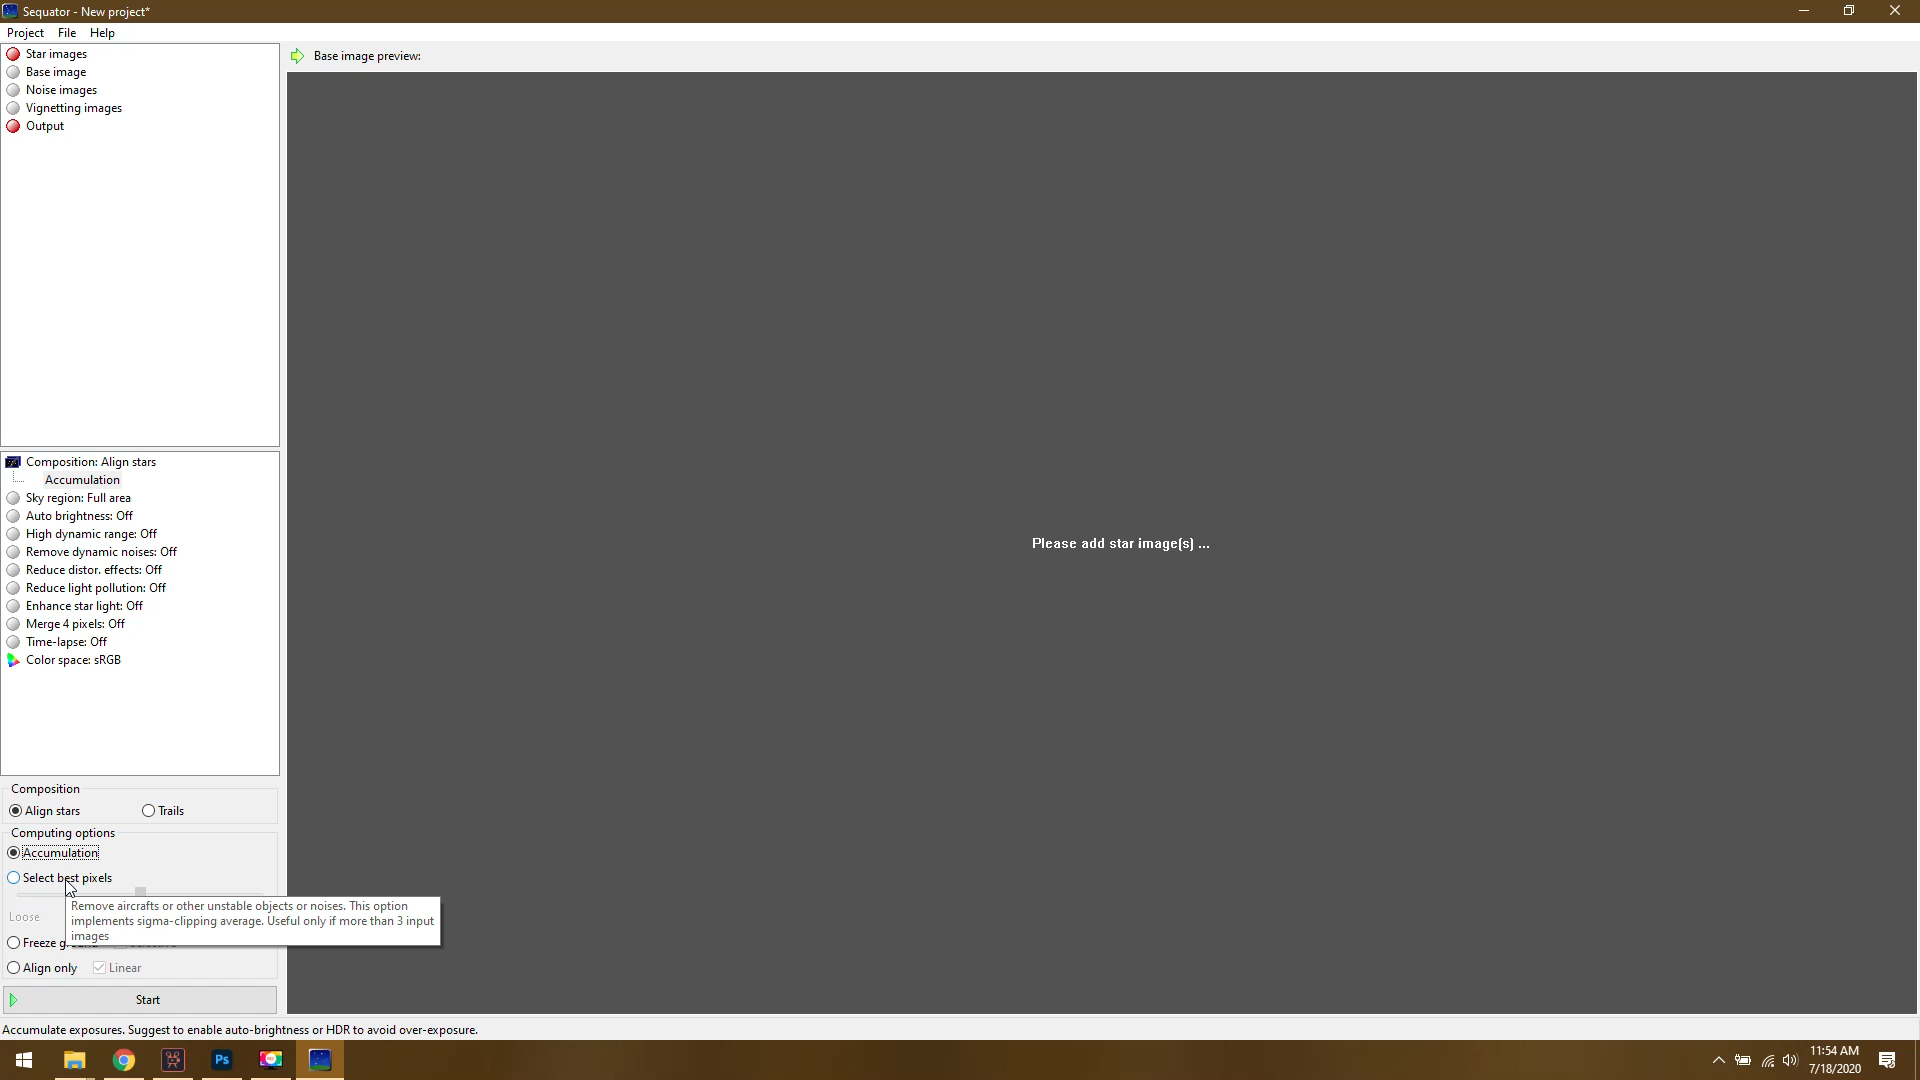 Sequator - New project*
Project File Help
Star images
Base image
Noise images
Vignetting images
Output
Base image preview:
Please add star image(s) ...
Composition: Align stars
Accumulation
Sky region: Full area
Auto brightness: Off
High dynamic range: Off
Remove dynamic noises: Off
Reduce distor. effects: Off
Reduce light pollution: Off
Enhance star light: Off
Merge 4 pixels: Off
Time-lapse: Off
Color space: sRGB
Composition
Align stars Trails
Computing options
Accumulation
Select best pixels
Loose
Remove aircrafts or other unstable objects or noises. This option
implements sigma-clipping average. Useful only if more than 3 input
images
Freeze
Align only Linear
Start
Accumulate exposures. Suggest to enable auto-brightness or HDR to avoid over-exposure.
Ps
11:54 AM
7/18/2020